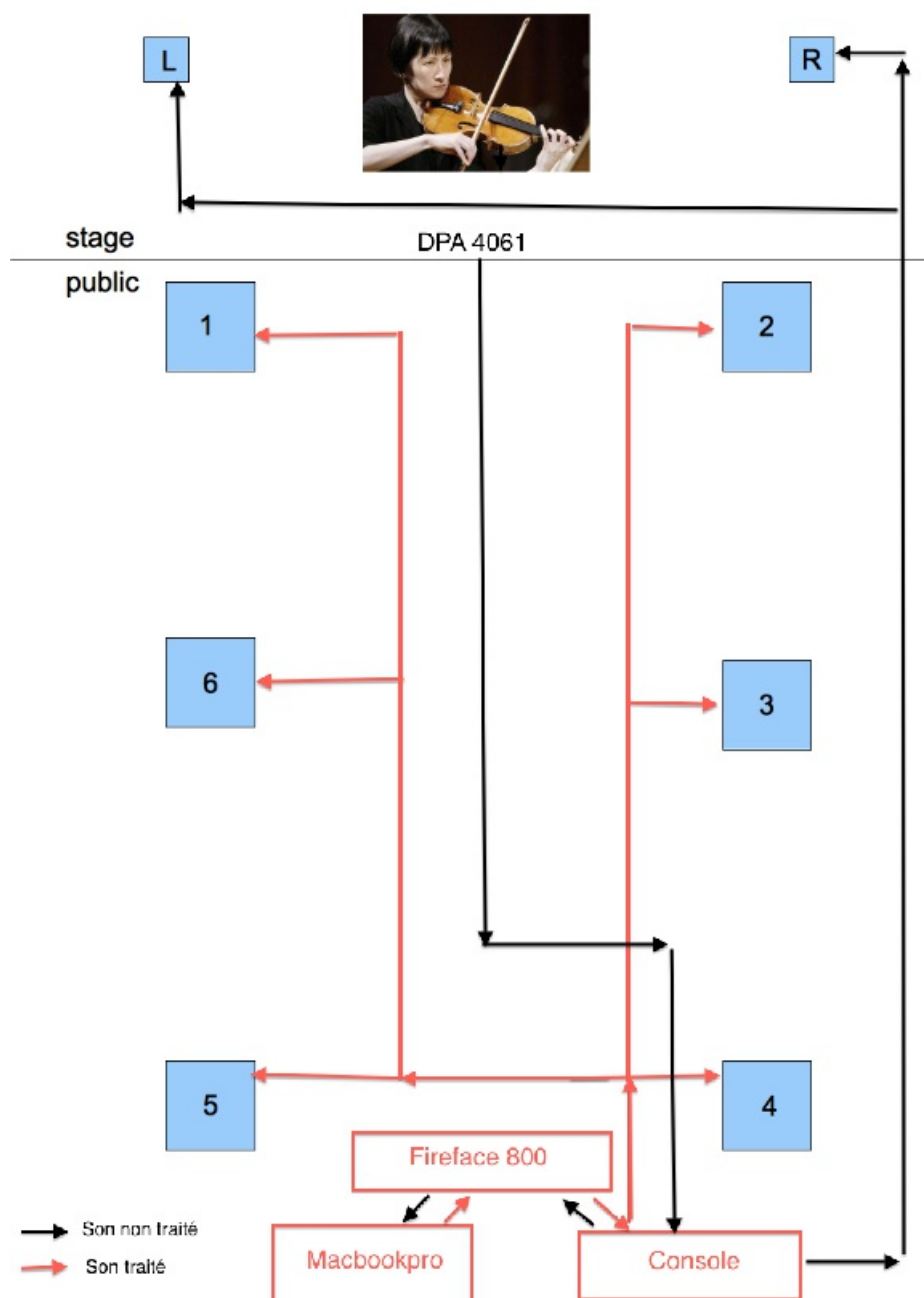 L
R
stage
DPA 4061
public
1
2
6
3
5
4
Fireface 800
Macbookpro
Console
Son non traité
Son traité